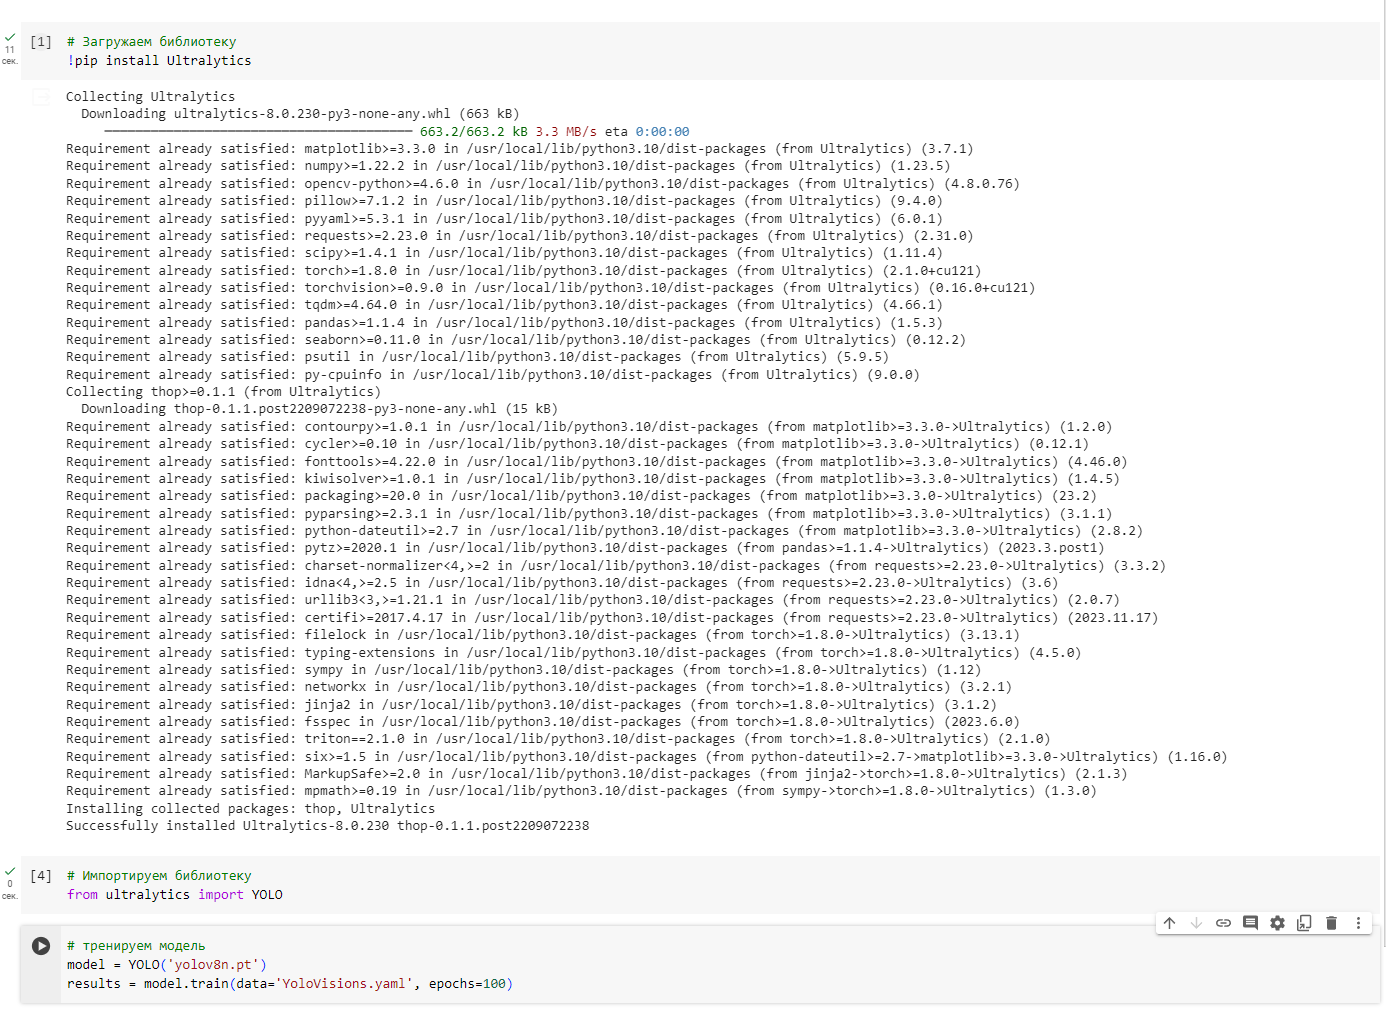 [1] # Загружаем библиотеку
11
сек.
!pip install Ultralytics
Collecting Ultralytics
Downloading ultralytics-8.0.230-py3-none-any.whl (663 kB)
663.2/663.2 kB 3.3 MB/s eta 0:00:00
Requirement already satisfied: matplotlib>=3.3.0 in /usr/local/lib/python3.10/dist-packages (from Ultralytics) (3.7.1)
Requirement already satisfied: numpy>=1.22.2 in /usr/local/lib/python3.10/dist-packages (from Ultralytics) (1.23.5)
Requirement already satisfied: opencv-python>=4.6.0 in /usr/local/lib/python3.10/dist-packages (from Ultralytics) (4.8.0.76)
Requirement already satisfied: pillow>=7.1.2 in /usr/local/lib/python3.10/dist-packages (from Ultralytics) (9.4.0)
Requirement already satisfied: pyyaml>=5.3.1 in /usr/local/lib/python3.10/dist-packages (from Ultralytics) (6.0.1)
Requirement already satisfied: requests>=2.23.0 in /usr/local/lib/python3.10/dist-packages (from Ultralytics) (2.31.0)
Requirement already satisfied: scipy>=1.4.1 in /usr/local/lib/python3.10/dist-packages (from Ultralytics) (1.11.4)
Requirement already satisfied: torch>=1.8.0 in /usr/local/lib/python3.10/dist-packages (from Ultralytics) (2.1.0+cu121)
Requirement already satisfied: torchvision>=0.9.0 in /usr/local/lib/python3.10/dist-packages (from Ultralytics) (0.16.0+cu121)
Requirement already satisfied: tqdm>=4.64.0 in /usr/local/lib/python3.10/dist-packages (from Ultralytics) (4.66.1)
Requirement already satisfied: pandas>=1.1.4 in /usr/local/lib/python3.10/dist-packages (from Ultralytics) (1.5.3)
Requirement already satisfied: seaborn>=0.11.0 in /usr/local/lib/python3.10/dist-packages (from Ultralytics) (0.12.2)
Requirement already satisfied: psutil in /usr/local/lib/python3.10/dist-packages (from Ultralytics) (5.9.5)
Requirement already satisfied: py-cpuinfo in /usr/local/lib/python3.10/dist-packages (from Ultralytics) (9.0.0)
Collecting thop>=0.1.1 (from Ultralytics)
Downloading thop-0.1.1.post2209072238-py3-none-any.whl (15 kB)
Requirement already satisfied: contourpy>=1.0.1 in /usr/local/lib/python3.10/dist-packages (from matplotlib>=3.3.0->Ultralytics) (1.2.0)
Requirement already satisfied: cycler>=0.10 in /usr/local/lib/python3.10/dist-packages (from matplotlib>=3.3.0->Ultralytics) (0.12.1)
Requirement already satisfied: fonttools>=4.22.0 in /usr/local/lib/python3.10/dist-packages (from matplotlib>=3.3.0->Ultralytics) (4.46.0)
Requirement already satisfied: kiwisolver>=1.0.1 in /usr/local/lib/python3.10/dist-packages (from matplotlib>=3.3.0->Ultralytics) (1.4.5)
Requirement already satisfied: packaging>=20.0 in /usr/local/lib/python3.10/dist-packages (from matplotlib>=3.3.0->Ultralytics) (23.2)
Requirement already satisfied: pyparsing>=2.3.1 in /usr/local/lib/python3.10/dist-packages (from matplotlib>=3.3.0->Ultralytics) (3.1.1)
Requirement already satisfied: python-dateutil>=2.7 in /usr/local/lib/python3.10/dist-packages (from matplotlib>=3.3.0->Ultralytics) (2.8.2)
Requirement already satisfied: pytz>=2020.1 in /usr/local/lib/python3.10/dist-packages (from pandas>=1.1.4->Ultralytics) (2023.3.post1)
Requirement already satisfied: charset-normalizer<4,>=2 in /usr/local/lib/python3.10/dist-packages (from requests>=2.23.0->Ultralytics) (3.3.2)
Requirement already satisfied: idna<4,>=2.5 in /usr/local/lib/python3.10/dist-packages (from requests>=2.23.0->Ultralytics) (3.6)
Requirement already satisfied: urllib3<3,>=1.21.1 in /usr/local/lib/python3.10/dist-packages (from requests>=2.23.0->Ultralytics) (2.0.7)
Requirement already satisfied: certifi>=2017.4.17 in /usr/local/lib/python3.10/dist-packages (from requests>=2.23.0->Ultralytics) (2023.11.17)
Requirement already satisfied: filelock in /usr/local/lib/python3.10/dist-packages (from torch>=1.8.0->Ultralytics) (3.13.1)
Requirement already satisfied: typing-extensions in /usr/local/lib/python3.10/dist-packages (from torch>=1.8.0->Ultralytics) (4.5.0)
Requirement already satisfied: sympy in /usr/local/lib/python3.10/dist-packages (from torch>=1.8.0->Ultralytics) (1.12)
Requirement already satisfied: networkx in /usr/local/lib/python3.10/dist-packages (from torch>=1.8.0->Ultralytics) (3.2.1)
Requirement already satisfied: jinja2 in /usr/local/lib/python3.10/dist-packages (from torch>=1.8.0->Ultralytics) (3.1.2)
Requirement already satisfied: fsspec in /usr/local/lib/python3.10/dist-packages (from torch>=1.8.0->Ultralytics) (2023.6.0)
Requirement already satisfied: triton==2.1.0 in /usr/local/lib/python3.10/dist-packages (from torch>=1.8.0->Ultralytics) (2.1.0)
Requirement already satisfied: six>=1.5 in /usr/local/lib/python3.10/dist-packages (from python-dateutil>=2.7->matplotlib>=3.3.0->Ultralytics) (1.16.0)
Requirement already satisfied: MarkupSafe>=2.0 in /usr/local/lib/python3.10/dist-packages (from jinja2->torch>=1.8.0->Ultralytics) (2.1.3)
Requirement already satisfied: mpmath>=0.19 in /usr/local/lib/python3.10/dist-packages (from sympy->torch>=1.8.0->Ultralytics) (1.3.0)
Installing collected packages: thop, Ultralytics
Successfully installed Ultralytics-8.0.230 thop-0.1.1.post2209072238
[4] # Импортируем библиотеку
0
сек.
from ultralytics import YOLO
# тренируем модель
model = YOLO('yolov8n.pt')
results = model.train(data='YoloVisions.yaml', epochs=100)